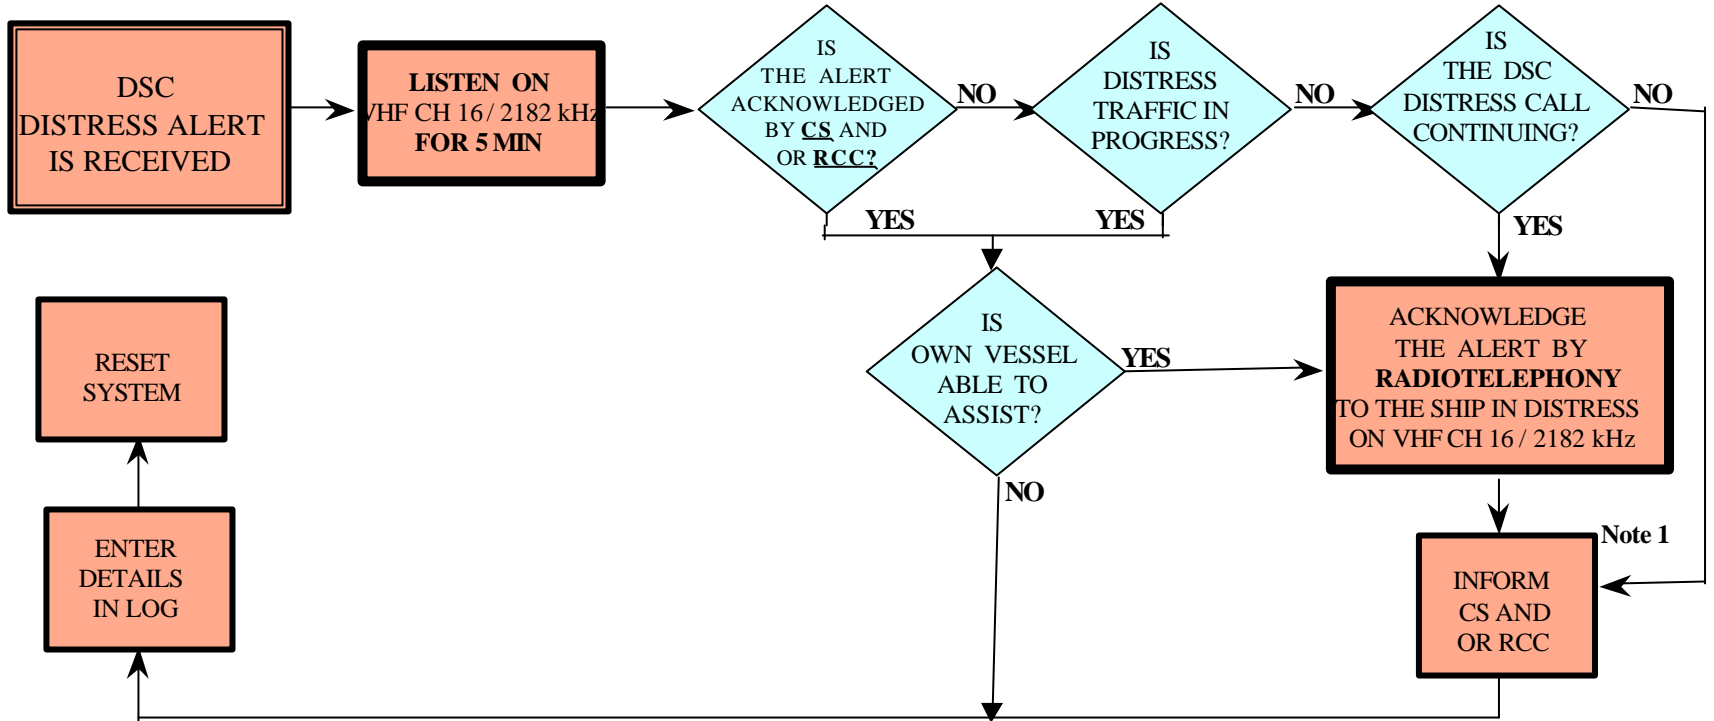 DSC
DISTRESS ALERT
IS RECEIVED
LISTEN ON
VHF CH 16 / 2182 kHz
FOR 5 MIN
IS
THE ALERT
ACKNOWLEDGED
BY CS AND
OR RCC?
NO
YES
IS
DISTRESS
TRAFFIC IN
PROGRESS?
NO
YES
IS
THE DSC
DISTRESS CALL
CONTINUING?
NO
YES
IS
OWN VESSEL
ABLE TO
ASSIST?
YES
NO
ACKNOWLEDGE
THE ALERT BY
RADIOTELEPHONY
TO THE SHIP IN DISTRESS
ON VHF CH 16 / 2182 kHz
Note 1
INFORM
CS AND
OR RCC
ENTER
DETAILS
IN LOG
RESET
SYSTEM